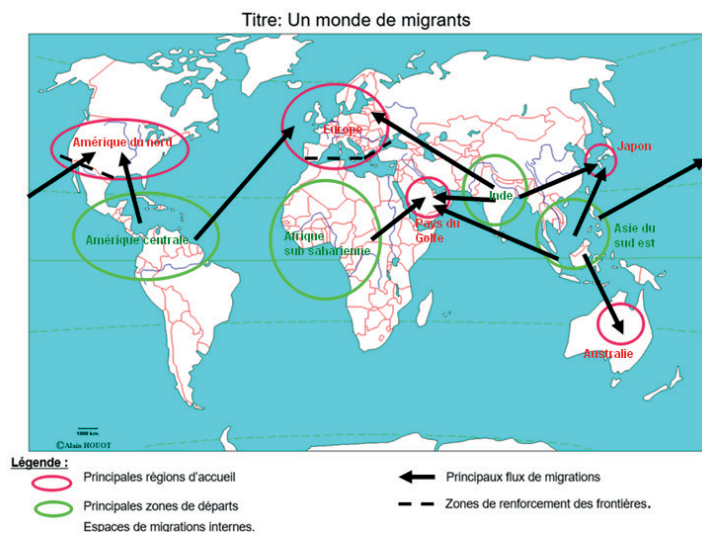 Titre: Un monde de migrants
Amérique du nord
Europe
Japon
Inde
Amérique centrale
Afrique
sub saharienne
Pays du
Golfe
Asie du
sud est
Australie
1000 km
©Alain HOUOT
Légende :
Principales régions d'accueil
Principaux flux de migrations
Principales zones de départs
Zones de renforcement des frontières.
Espaces de migrations internes.